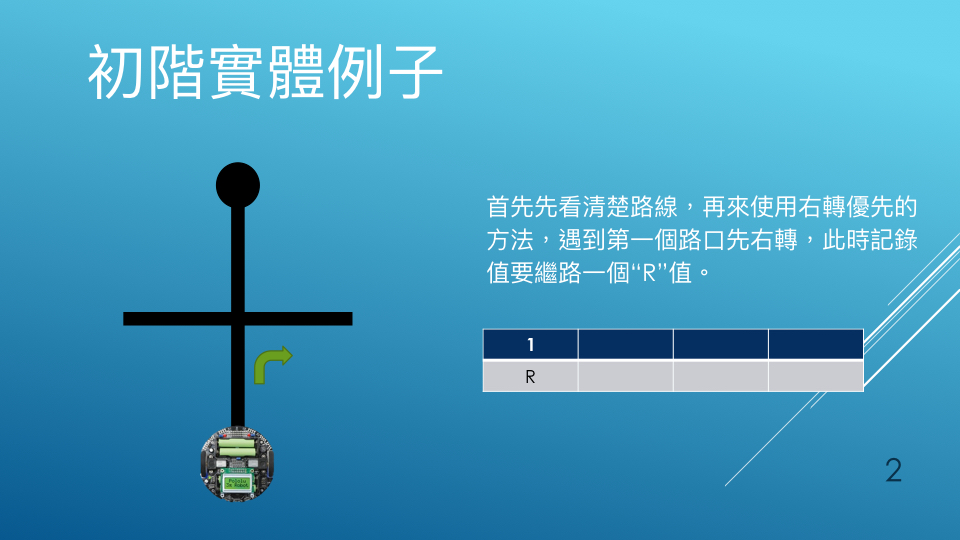 初階實體例子
首先先看清楚路線，再來使用右轉優先的
方法，遇到第一個路口先右轉，此時記錄
值要繼路一個“R”值。
1
R
Pololu
3π Robot
2